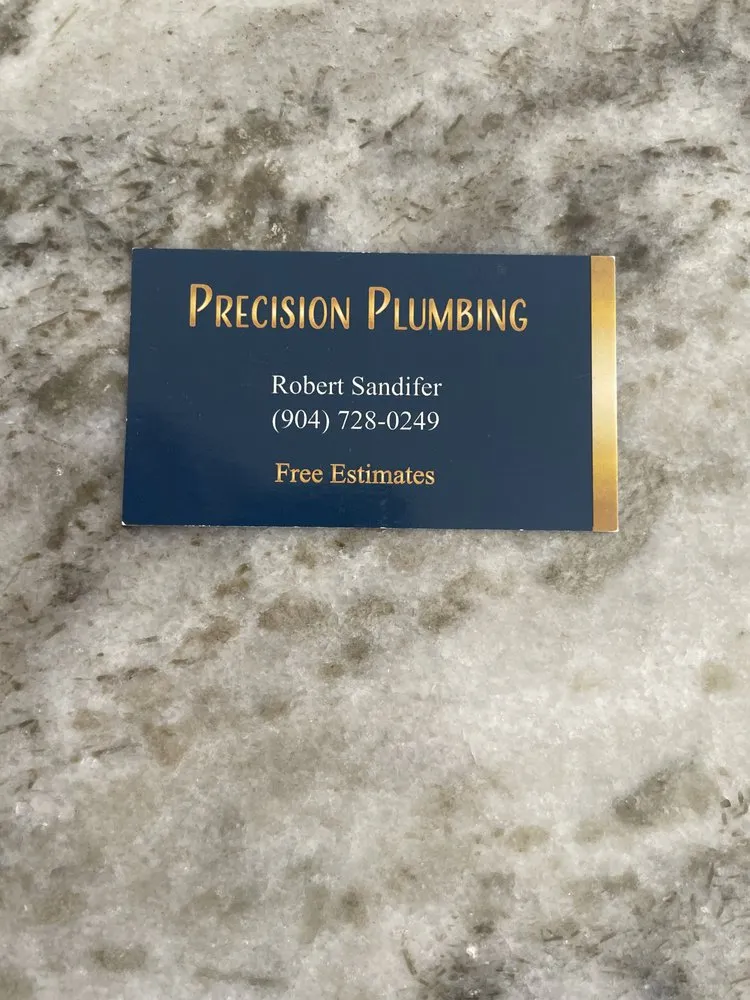 Precision Plumbing
Robert Sandifer
(904) 728-0249
Free Estimates